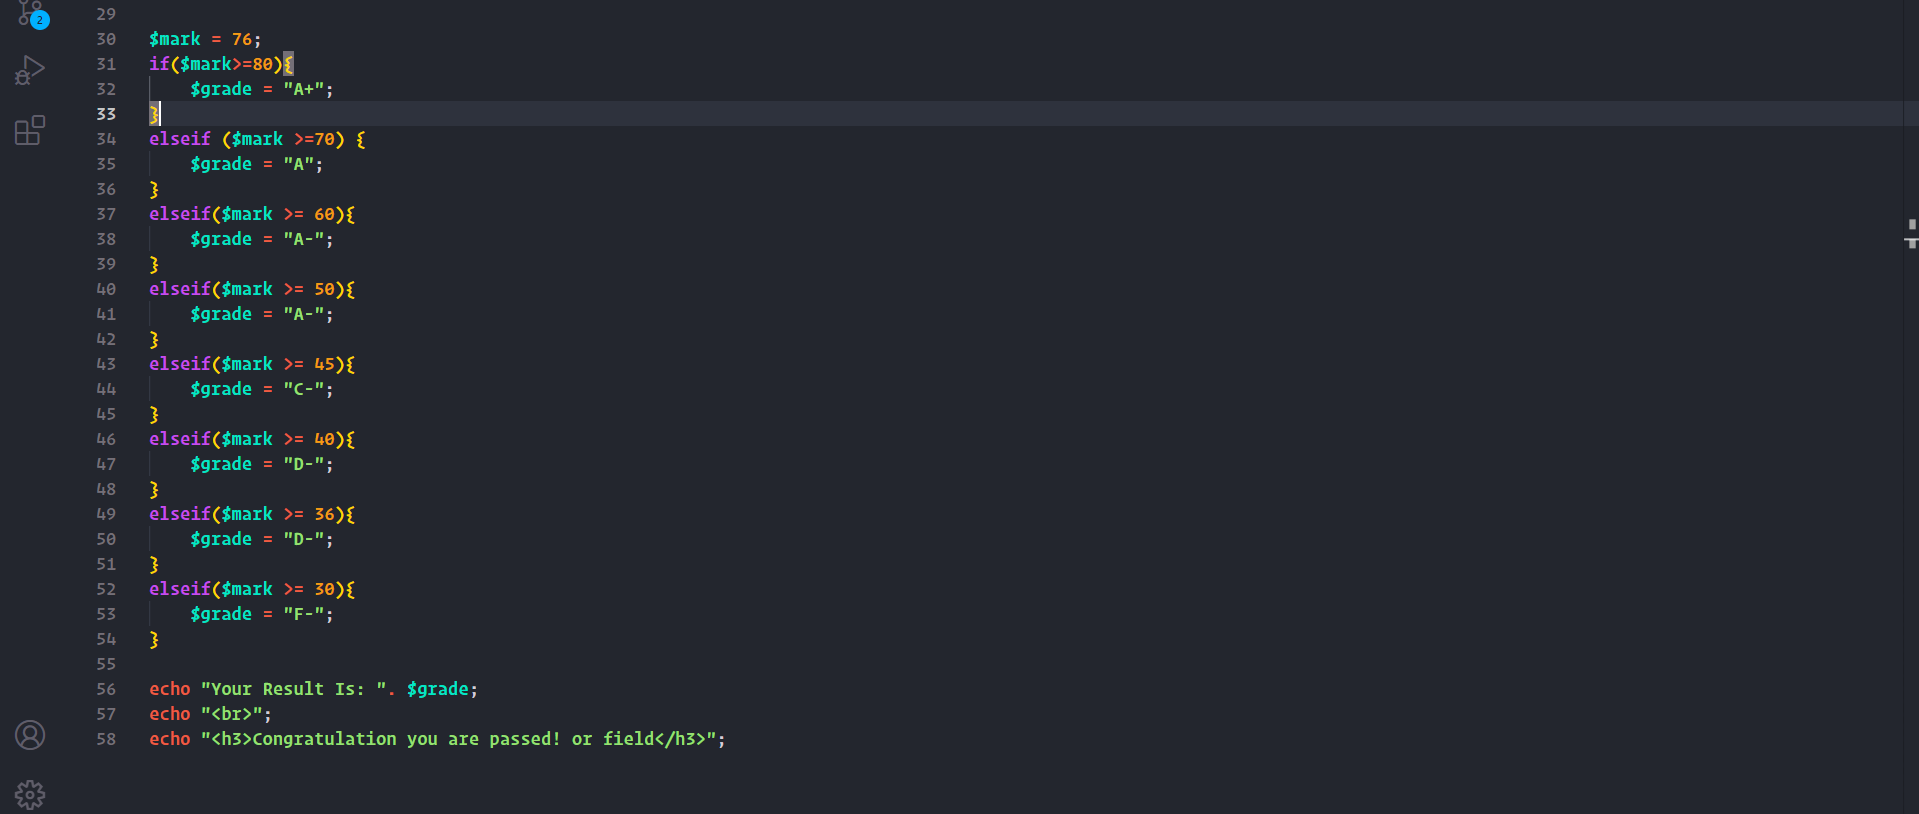 2
29
30 $mark = 76;
31 if($mark>=80){
32 $grade = "A+";
33 }
34 elseif ($mark >=70) {
35 $grade = "A";
36 }
37 elseif($mark >= 60){
38 $grade = "A-";
39 }
40 elseif($mark >= 50){
41 $grade = "A-";
42 }
43 elseif($mark >= 45){
44 $grade = "C-";
45 }
46 elseif($mark >= 40){
47 $grade = "D-";
48 }
49 elseif($mark >= 36){
50 $grade = "D-";
51 }
52 elseif($mark >= 30){
53 $grade = "F-";
54 }
55
56 echo "Your Result Is: ". $grade;
57 echo "<br>";
58 echo "<h3>Congratulation you are passed! or field</h3>";